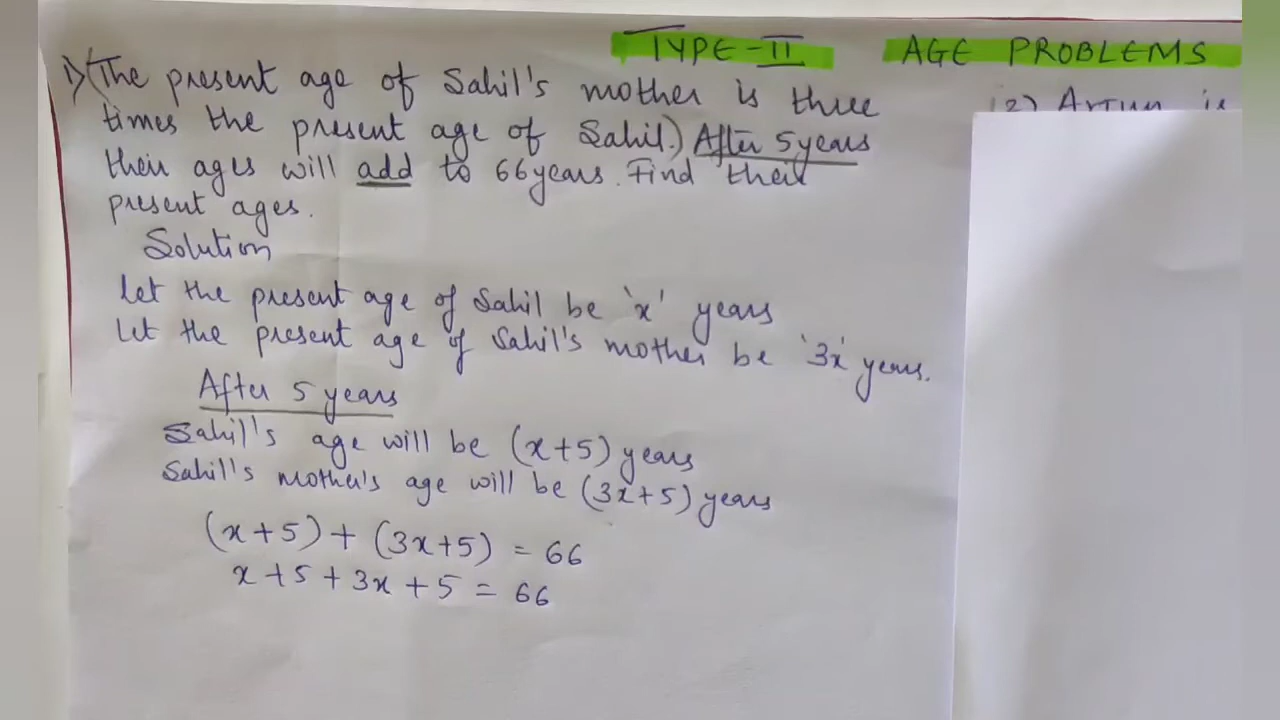 TYPE-II AGE PROBLEMS
1) (The present age of Sahil's mother is three
times the present age of Sahil.) After 5 years
their ages will add to 66 years. Find their
present ages.
Solution
Let the present age of Sahil be 'x' years
Let the present age of Sahil's mother be '3x' years.
After 5 years
Sahil's age will be (x+5) years
Sahil's mother's age will be (3x+5) years
(x+5) + (3x+5) = 66
x+5+3x+5 = 66
2)